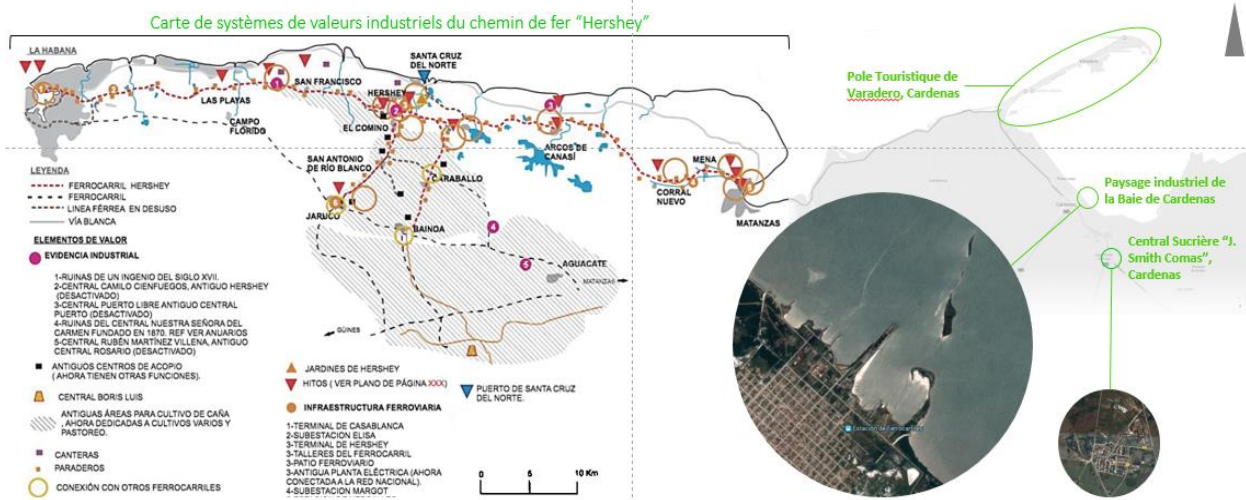 Carte de systèmes de valeurs industriels du chemin de fer “Hershey”
LA HABANA
SAN FRANCISCO
SANTA CRUZ
DEL NORTE
HERSHEY
LAS PLAYAS
CAMPO
FLORIDO
EL COMINO
SAN ANTONIO
DE RÍO BLANCO
ARCOS DE
CANASÍ
CARABALLO
MENA
CORRAL
NUEVO
MATANZAS
JARUCO
BAINOA
AGUACATE
MATANZAS
GÜINES
LEYENDA
FERROCARRIL HERSHEY
FERROCARRIL
LINEA FÉRREA EN DESUSO
VÍA BLANCA
ELEMENTOS DE VALOR
EVIDENCIA INDUSTRIAL
1-RUINAS DE UN INGENIO DEL SIGLO XVII.
2-CENTRAL CAMILO CIENFUEGOS, ANTIGUO HERSHEY
(DESACTIVADO)
3-CENTRAL PUERTO LIBRE ANTIGUO CENTRAL
PUERTO (DESACTIVADO)
4-RUINAS DEL CENTRAL NUESTRA SEÑORA DEL
CARMEN FUNDADO EN 1870. REF VER ANUARIOS
5-CENTRAL RUBÉN MARTÍNEZ VILLENA, ANTIGUO
CENTRAL ROSARIO (DESACTIVADO)
ANTIGUOS CENTROS DE ACOPIO
(AHORA TIENEN OTRAS FUNCIONES).
CENTRAL BORIS LUIS
ANTIGUAS ÁREAS PARA CULTIVO DE CAÑA
, AHORA DEDICADAS A CULTIVOS VARIOS Y
PASTOREO.
CANTERAS
PARADEROS
CONEXIÓN CON OTROS FERROCARRILES
JARDINES DE HERSHEY
HITOS ( VER PLANO DE PÁGINA XXX)
INFRAESTRUCTURA FERROVIARIA
1-TERMINAL DE CASABLANCA
2-SUBESTACION ELISA
3-TERMINAL DE HERSHEY
3-TALLERES DEL FERROCARRIL
3-PATIO FERROVIARIO
3-ANTIGUA PLANTA ELÉCTRICA (AHORA
CONECTADA A LA RED NACIONAL).
4-SUBESTACION MARGOT
PUERTO DE SANTA CRUZ
DEL NORTE.
0 5 10 Km
Pole Touristique de
Varadero, Cardenas
Paysage industriel de
la Baie de Cardenas
Central Sucrière “J.
Smith Comas”,
Cardenas
Estación de Ferrocarriles